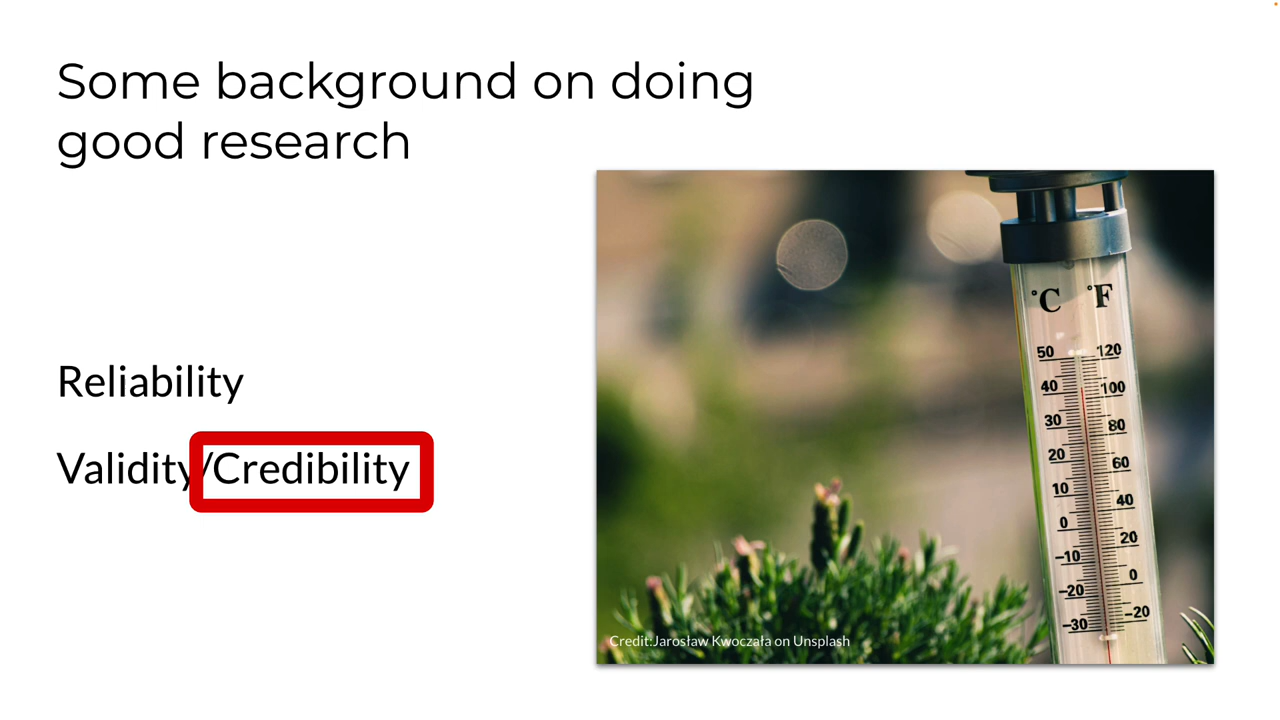 Some background on doing
good research
Reliability
Validity/Credibility
°C °F
50 120
40 100
30 80
20 60
10 40
0 20
-10 0
-20 -20
-30
Credit:Jarosław Kwoczała on Unsplash